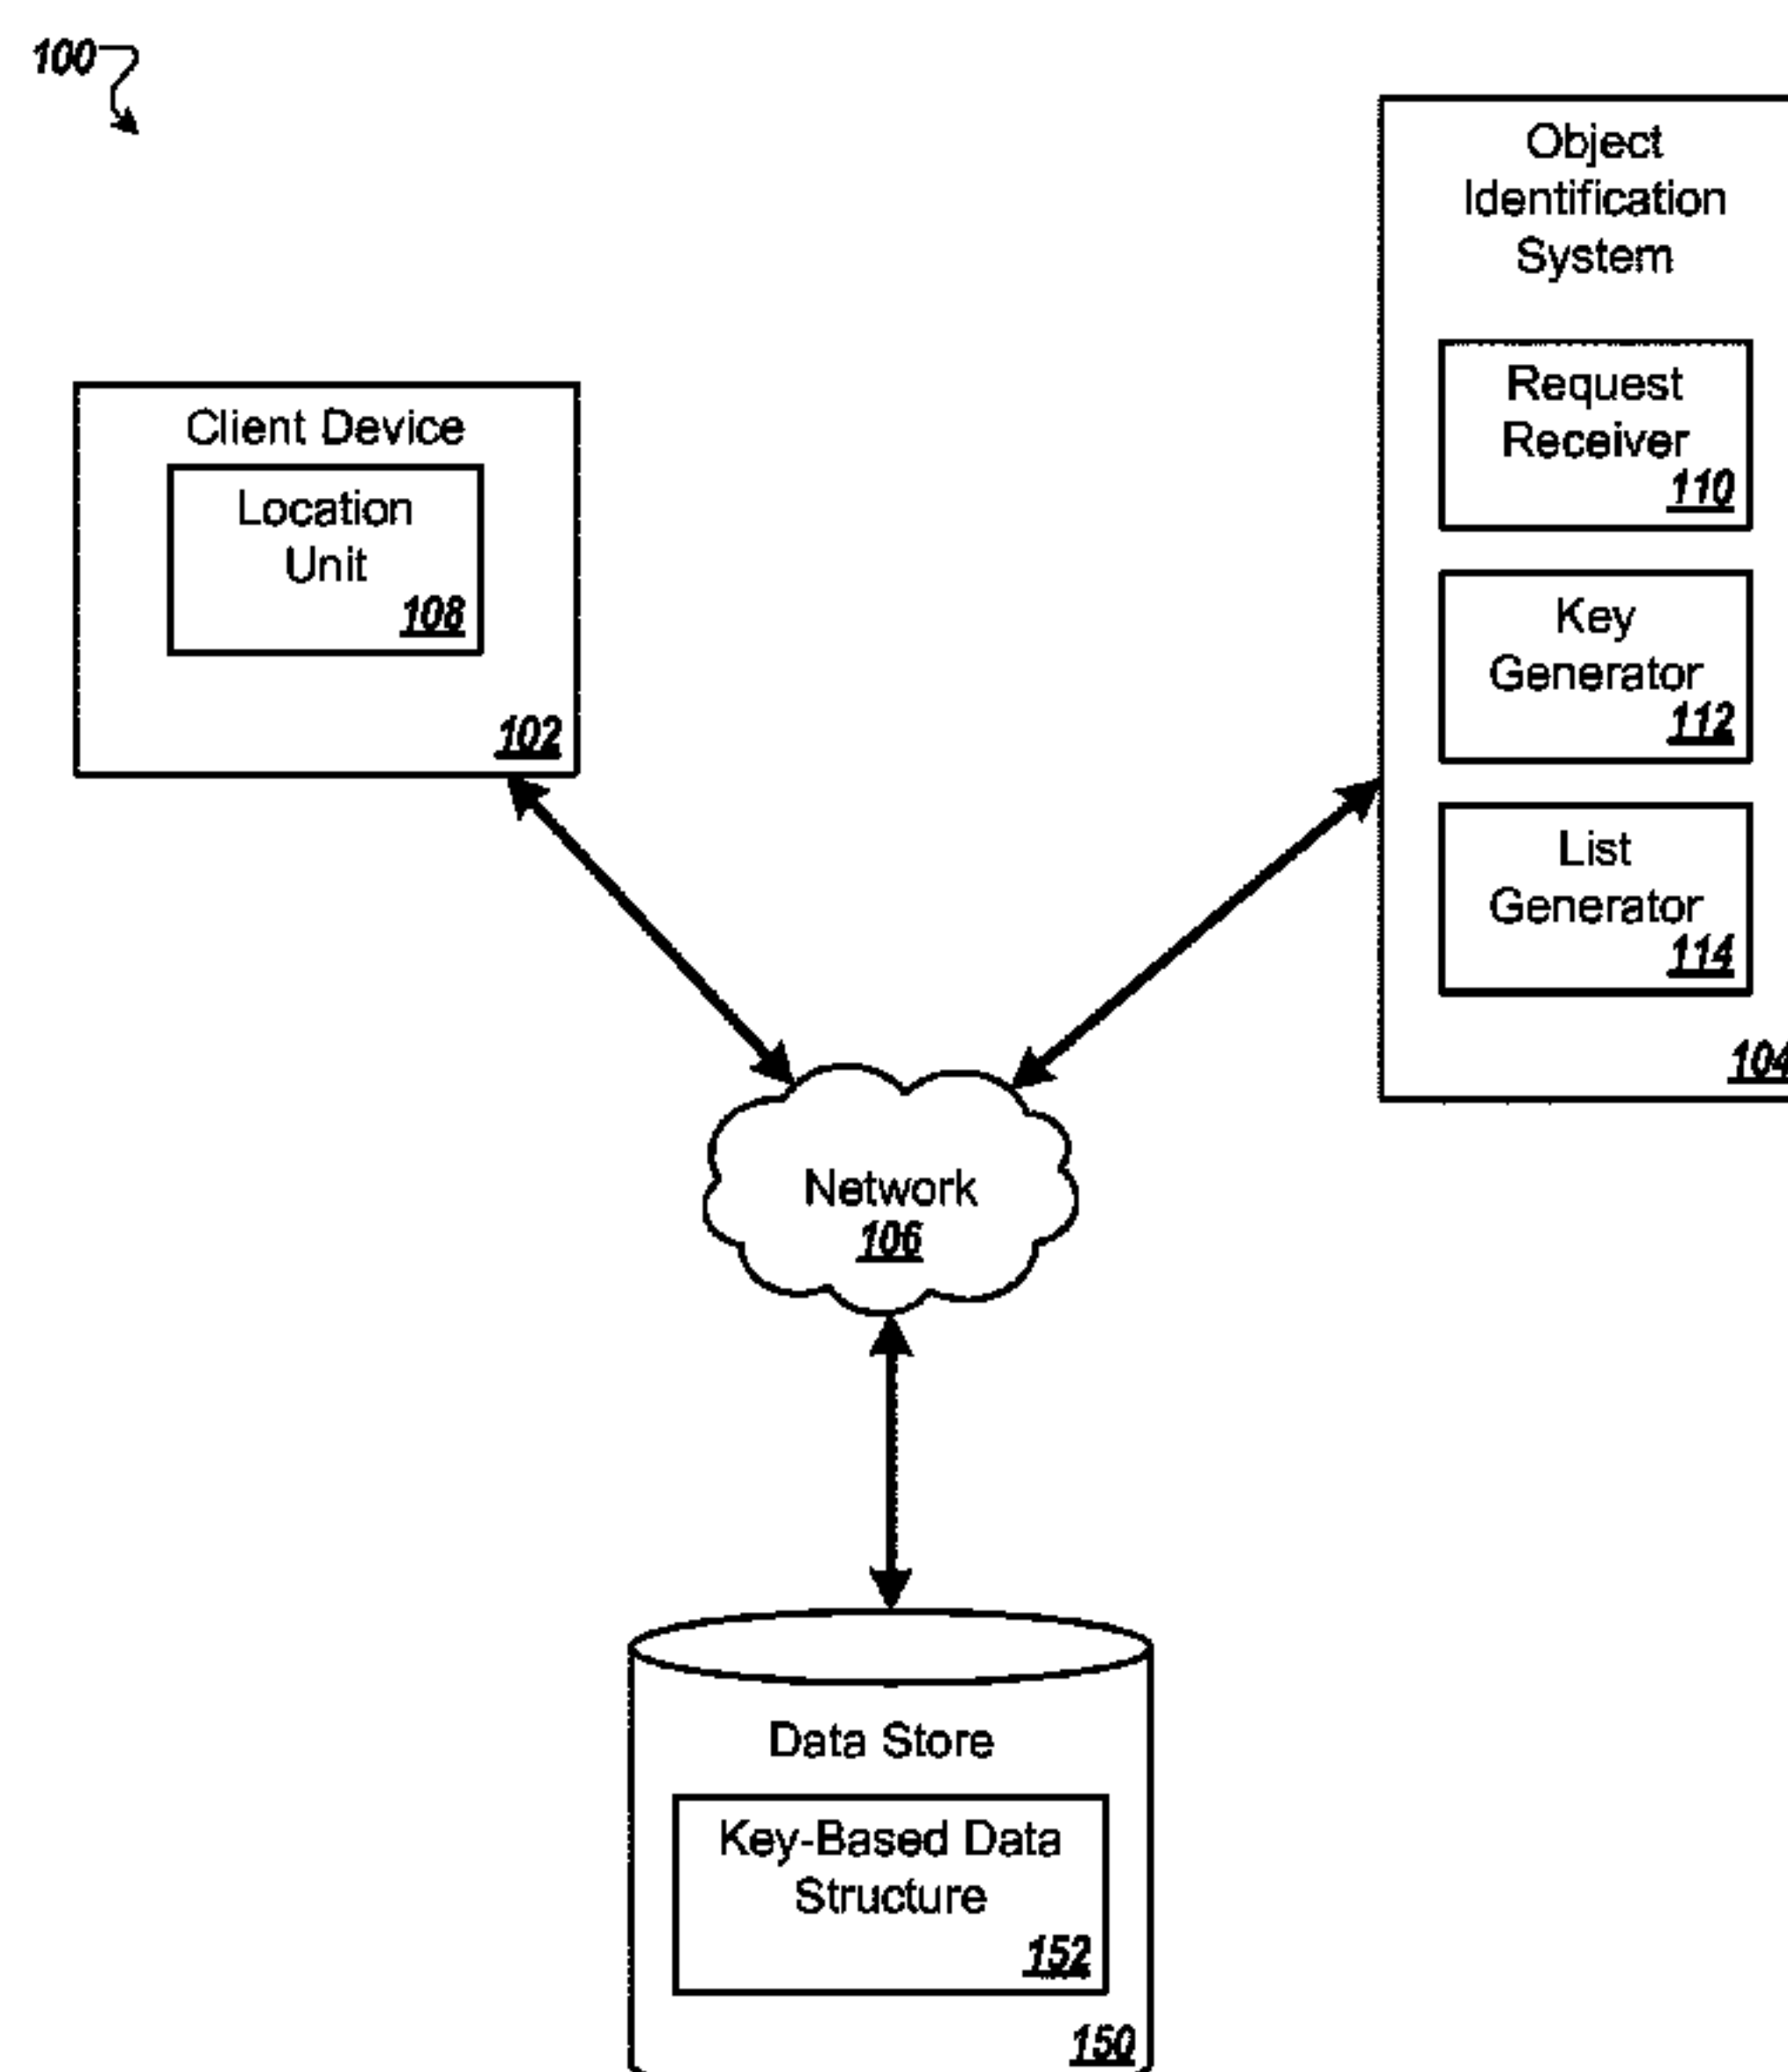 100
Object
Identification
System
Request
Receiver
110
Key
Generator
112
List
Generator
114
104
Client Device
Location
Unit
108
102
Network
106
Data Store
Key-Based Data
Structure
152
150